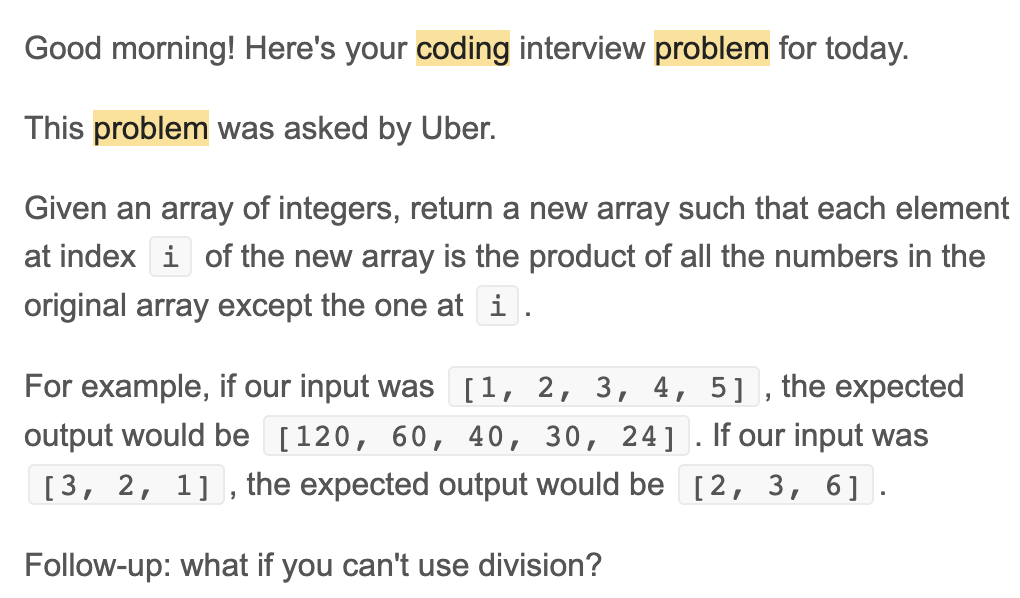 Good morning! Here's your coding interview problem for today.
This problem was asked by Uber.
Given an array of integers, return a new array such that each element
at index i of the new array is the product of all the numbers in the
original array except the one at i.
For example, if our input was [1, 2, 3, 4, 5], the expected
output would be [120, 60, 40, 30, 24]. If our input was
[3, 2, 1], the expected output would be [2, 3, 6].
Follow-up: what if you can't use division?